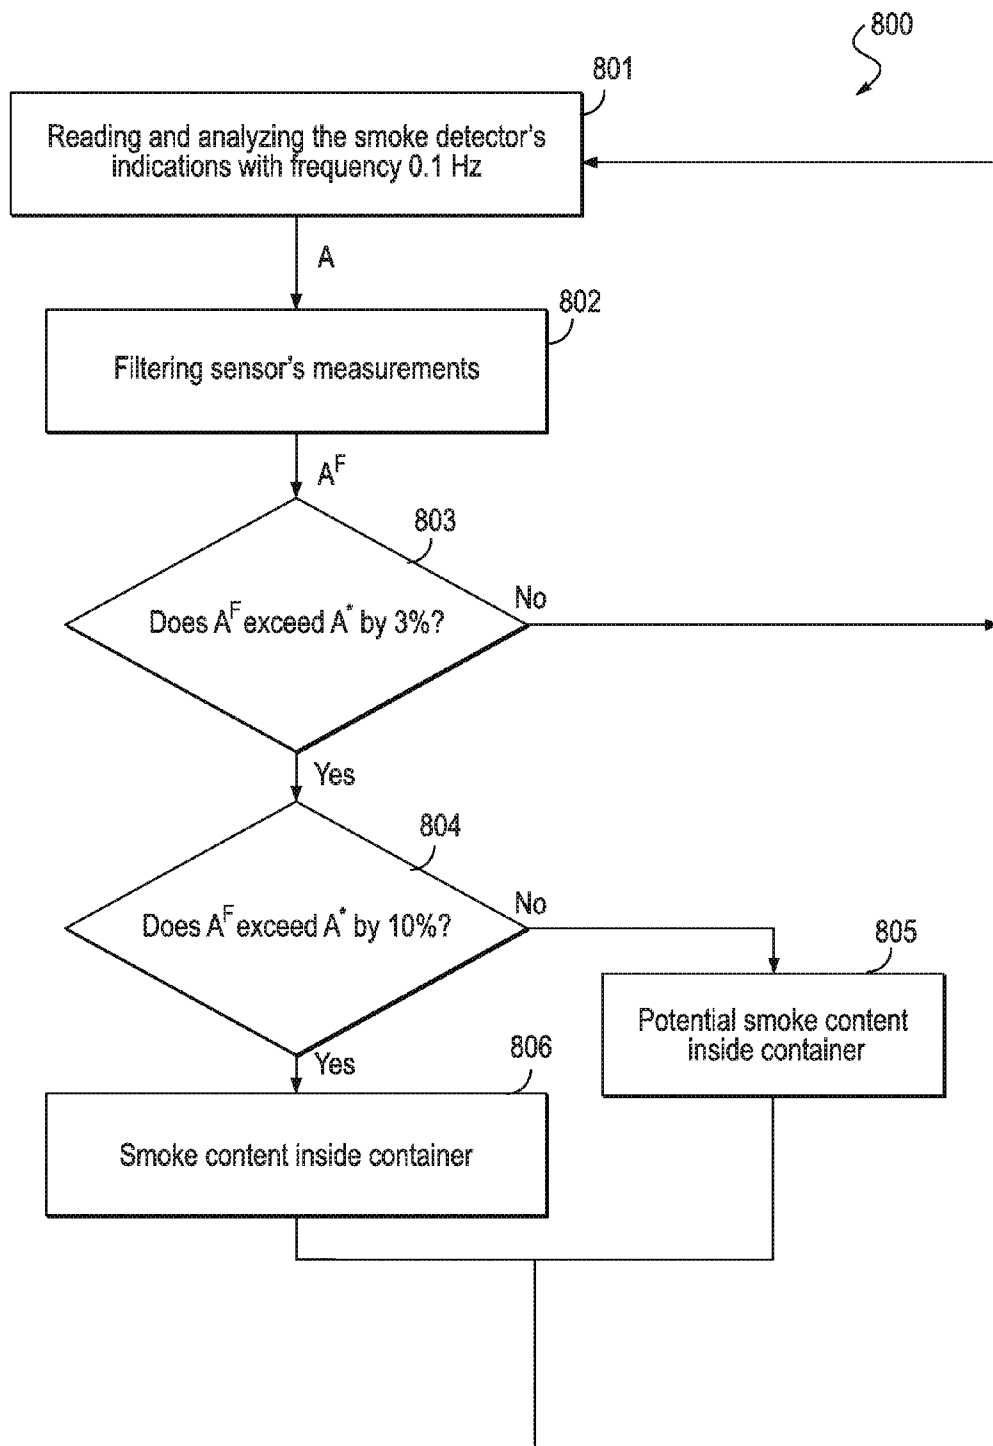 800
801
Reading and analyzing the smoke detector's
indications with frequency 0.1 Hz
A
802
Filtering sensor's measurements
A^F
803
Does A^F exceed A* by 3%?
No
Yes
804
Does A^F exceed A* by 10%?
No
805
Potential smoke content
inside container
Yes
806
Smoke content inside container